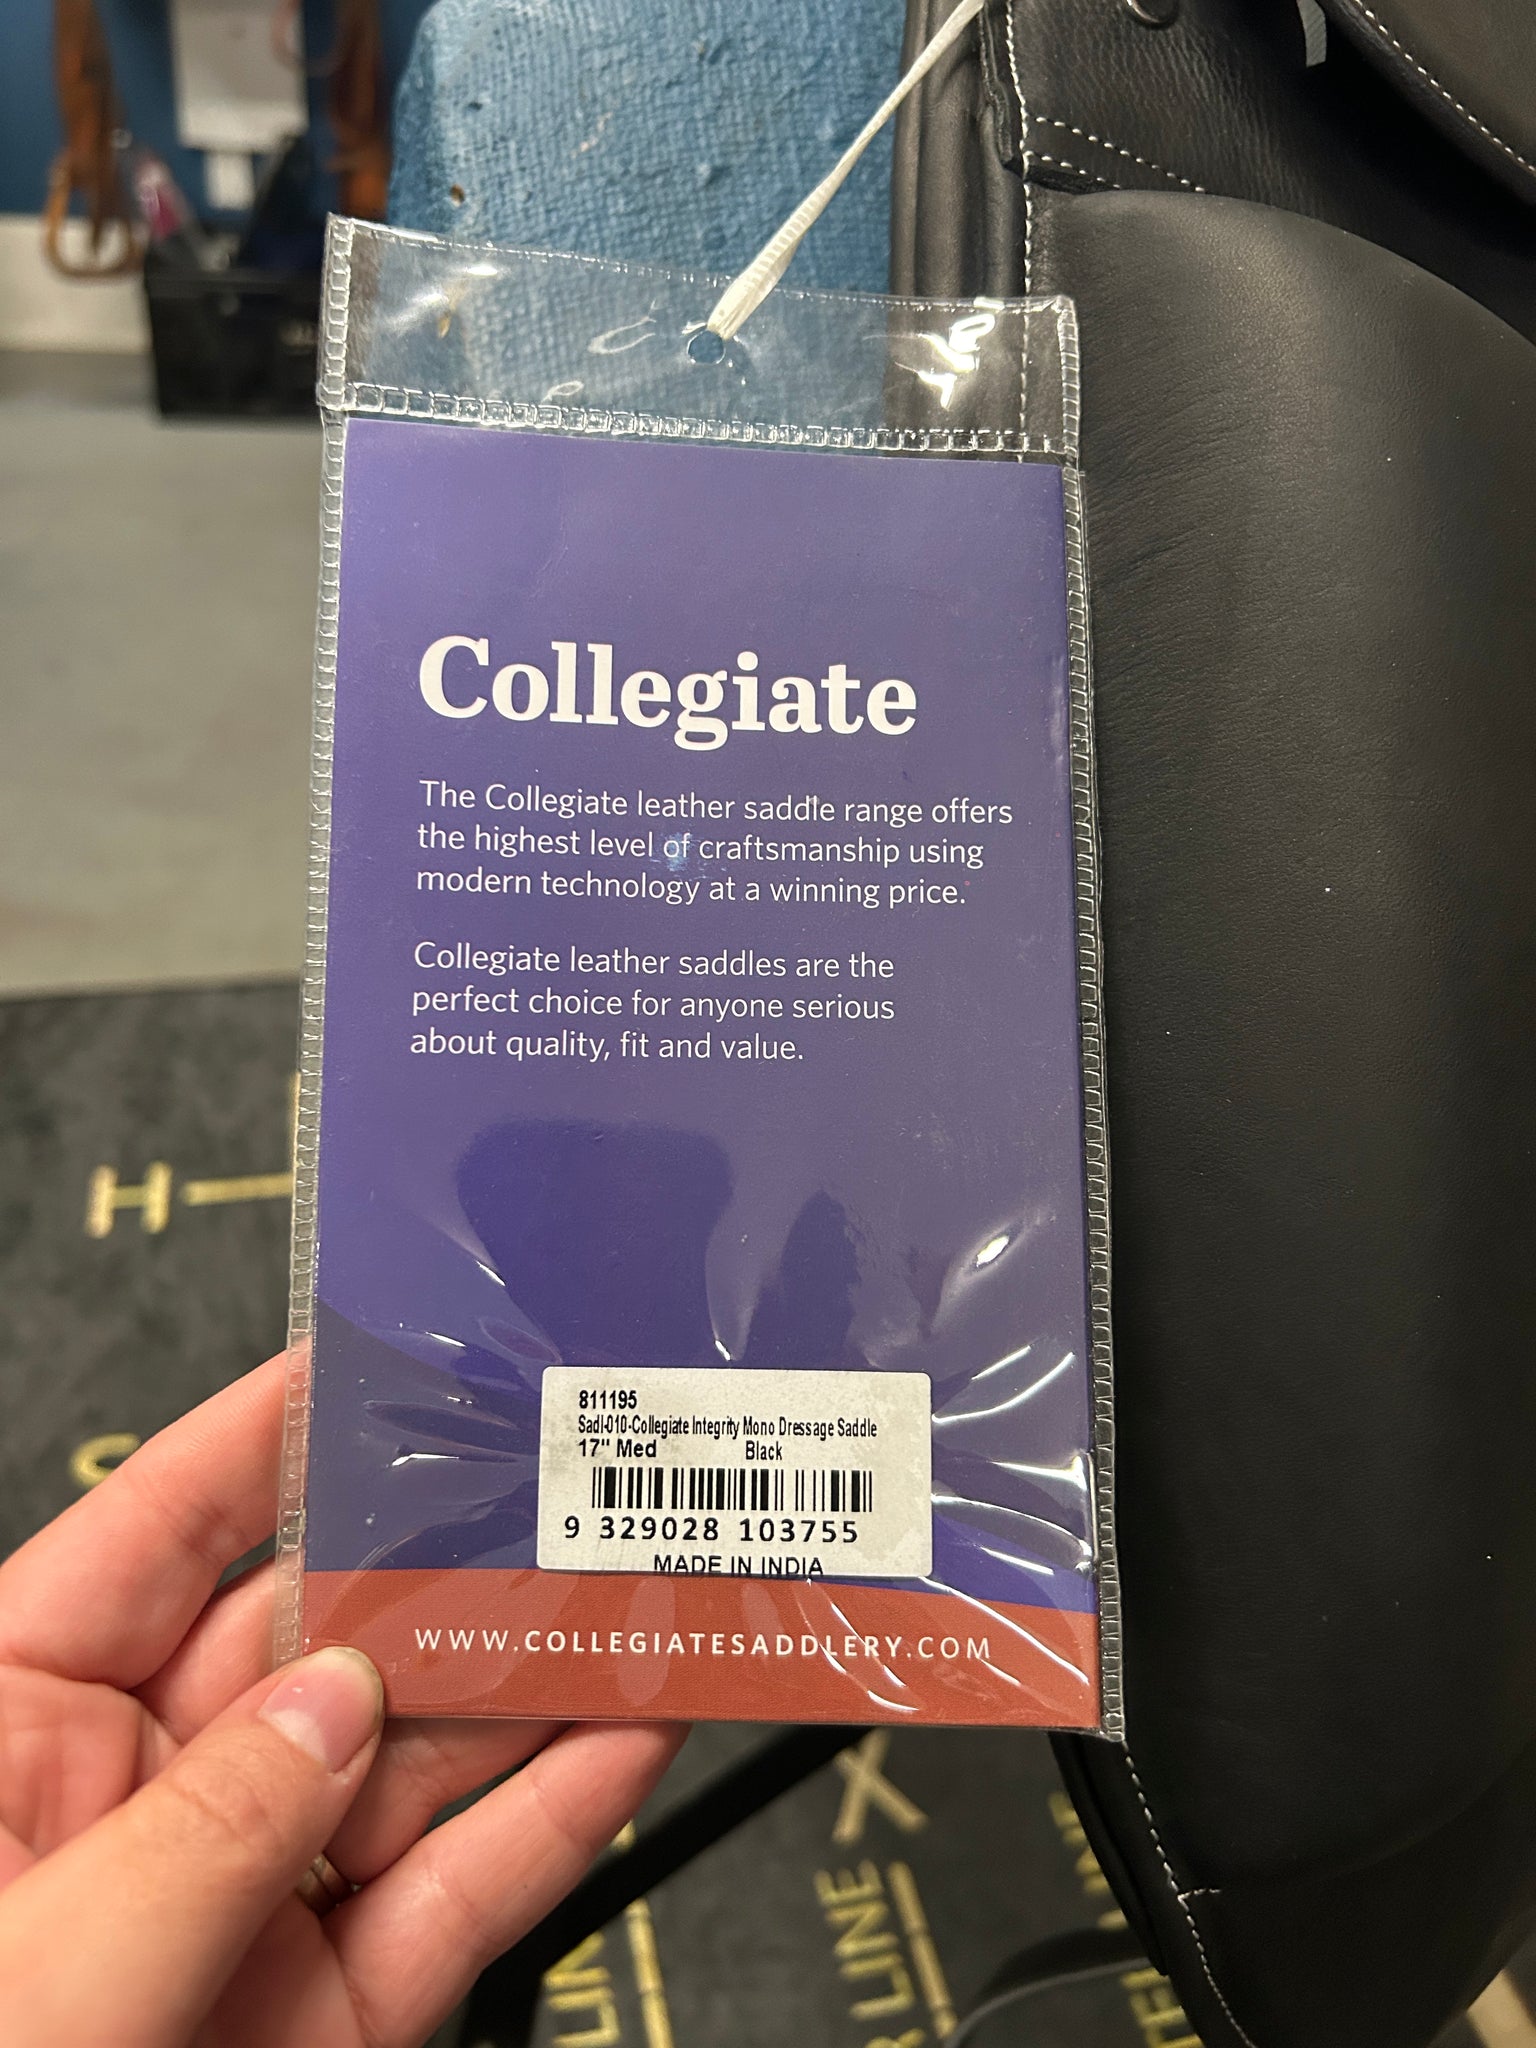 Collegiate
The Collegiate leather saddle range offers
the highest level of craftsmanship using
modern technology at a winning price.
Collegiate leather saddles are the
perfect choice for anyone serious
about quality, fit and value.
811195
Sadl-010-Collegiate Integrity Mono Dressage Saddle
17" Med Black
9 329028 103755
MADE IN INDIA
WWW.COLLEGIATESADDLERY.COM
H
S
X
LINE
LINE